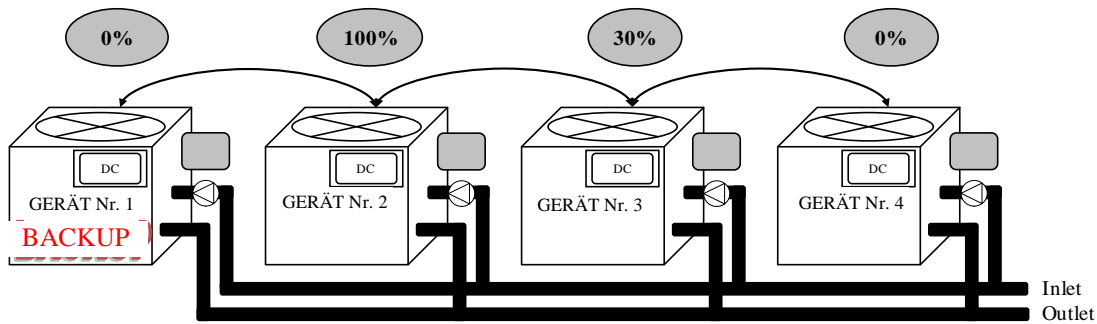 0%
100%
30%
0%
DC
DC
DC
DC
GERÄT Nr. 1
GERÄT Nr. 2
GERÄT Nr. 3
GERÄT Nr. 4
BACKUP
Inlet
Outlet